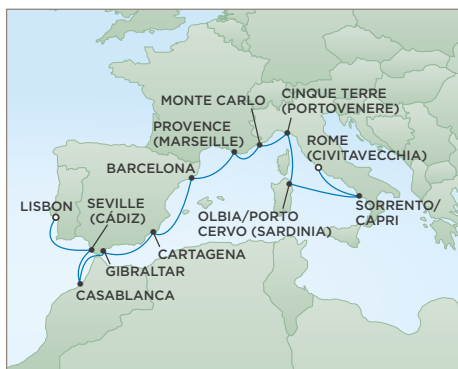 CINQUE TERRE
(PORTOVENERE)
MONTE CARLO
PROVENCE
(MARSEILLE)
ROME
(CIVITAVECCHIA)
BARCELONA
LISBON
SEVILLE
(CÁDIZ)
OLBIA/PORTO
CERVO (SARDINIA)
SORRENTO/
CAPRI
CARTAGENA
GIBRALTAR
CASABLANCA